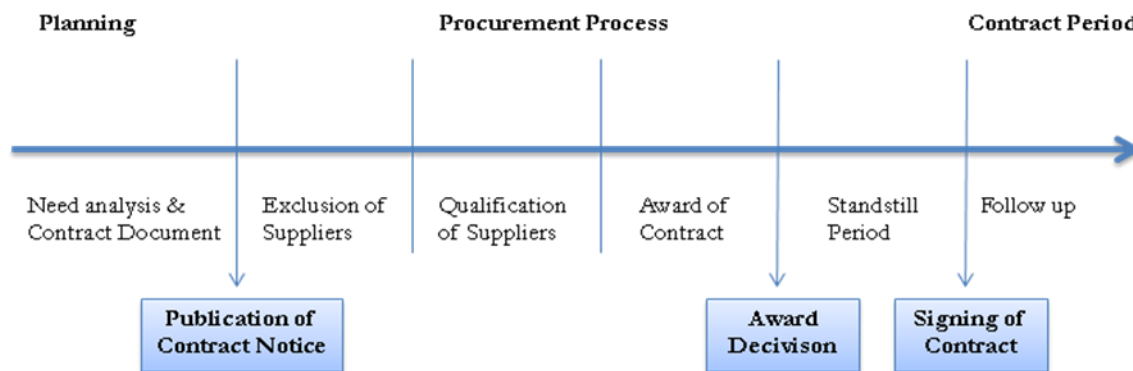 Planning
Procurement Process
Contract Period
Need analysis &
Contract Document
Exclusion of
Suppliers
Qualification
of Suppliers
Award of
Contract
Standstill
Period
Follow up
Publication of
Contract Notice
Award
Decivison
Signing of
Contract